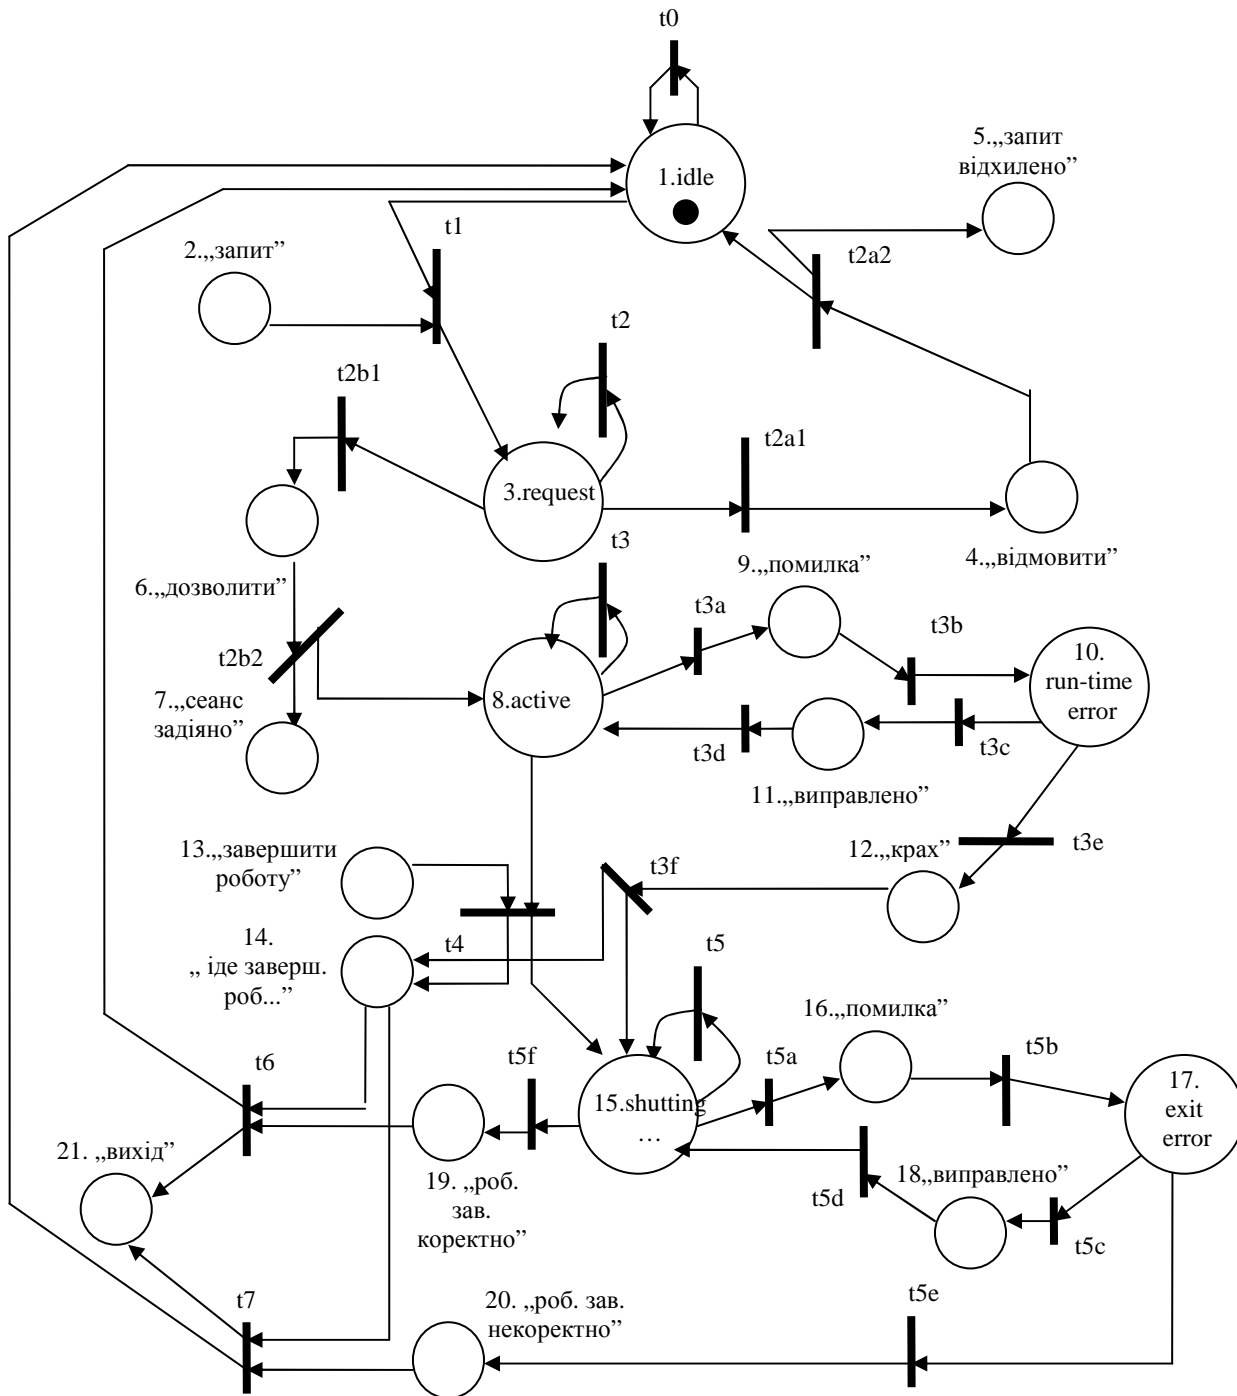 t0
5.„запит
відхилено”
1.idle
t1
2.„запит”
t2a2
t2
t2b1
t2a1
3.request
t3
9.„помилка”
4.„відмовити”
6.„дозволити”
t3a
t3b
t2b2
10.
run-time
error
7.„сеанс
задіяно”
8.active
t3d
t3c
11.„виправлено”
13.„завершити
роботу”
12.„крах”
t3e
t3f
14.
„ іде заверш.
роб...”
t4
t5
16.„помилка”
t6
t5f
t5a
t5b
15.shutting
...
17.
exit
error
21. „вихід”
19. „роб.
зав.
коректно”
18„виправлено”
t5d
t5c
t7
20. „роб. зав.
некоректно”
t5e